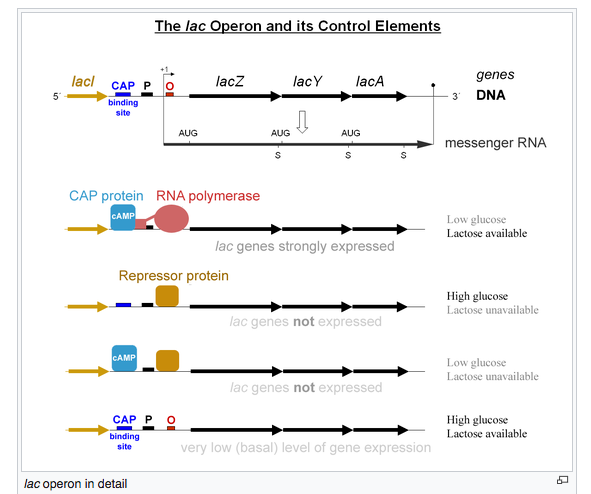 The lac Operon and its Control Elements
lacI
CAP P +1 O lacZ lacY lacA genes
5´ 3´ DNA
binding
site
AUG AUG AUG
messenger RNA
S S S
CAP protein RNA polymerase
cAMP
Low glucose
Lactose available
lac genes strongly expressed
Repressor protein
High glucose
Lactose unavailable
lac genes not expressed
cAMP
Low glucose
Lactose unavailable
lac genes not expressed
CAP P O
High glucose
Lactose available
binding
site
very low (basal) level of gene expression
lac operon in detail